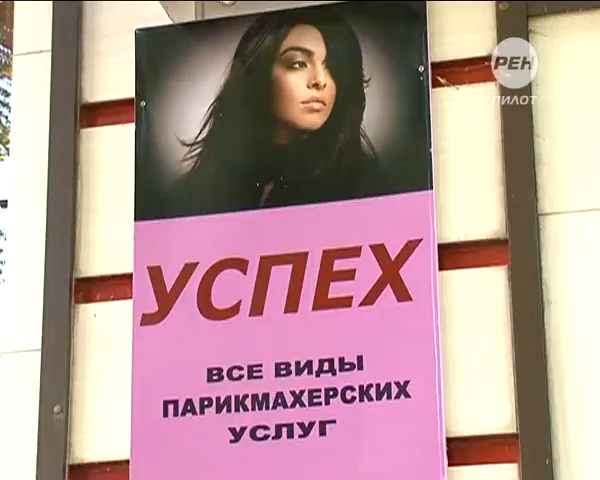 РЕН
ПИЛОТ
УСПЕХ
ВСЕ ВИДЫ
ПАРИКМАХЕРСКИХ
УСЛУГ